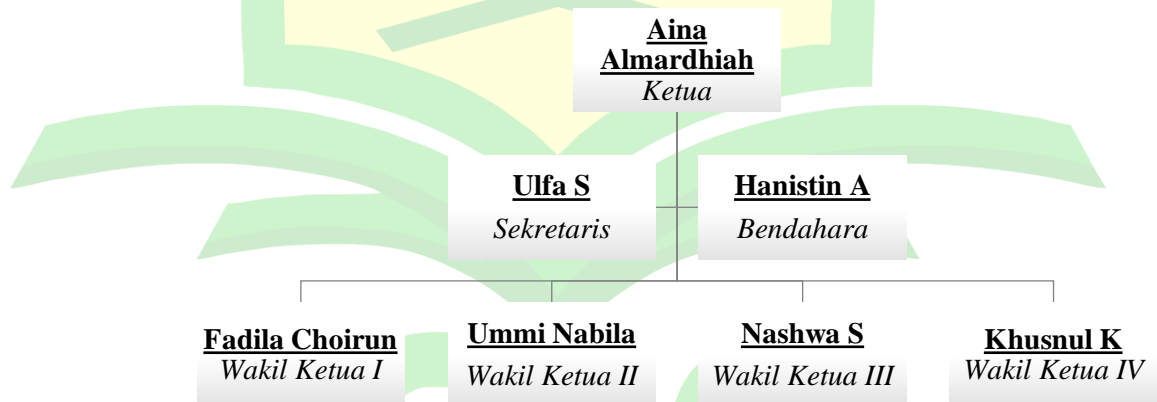 Aina
Almardhiah
Ketua
Ulfa S
Sekretaris
Hanistin A
Bendahara
Fadila Choirun
Wakil Ketua I
Ummi Nabila
Wakil Ketua II
Nashwa S
Wakil Ketua III
Khusnul K
Wakil Ketua IV